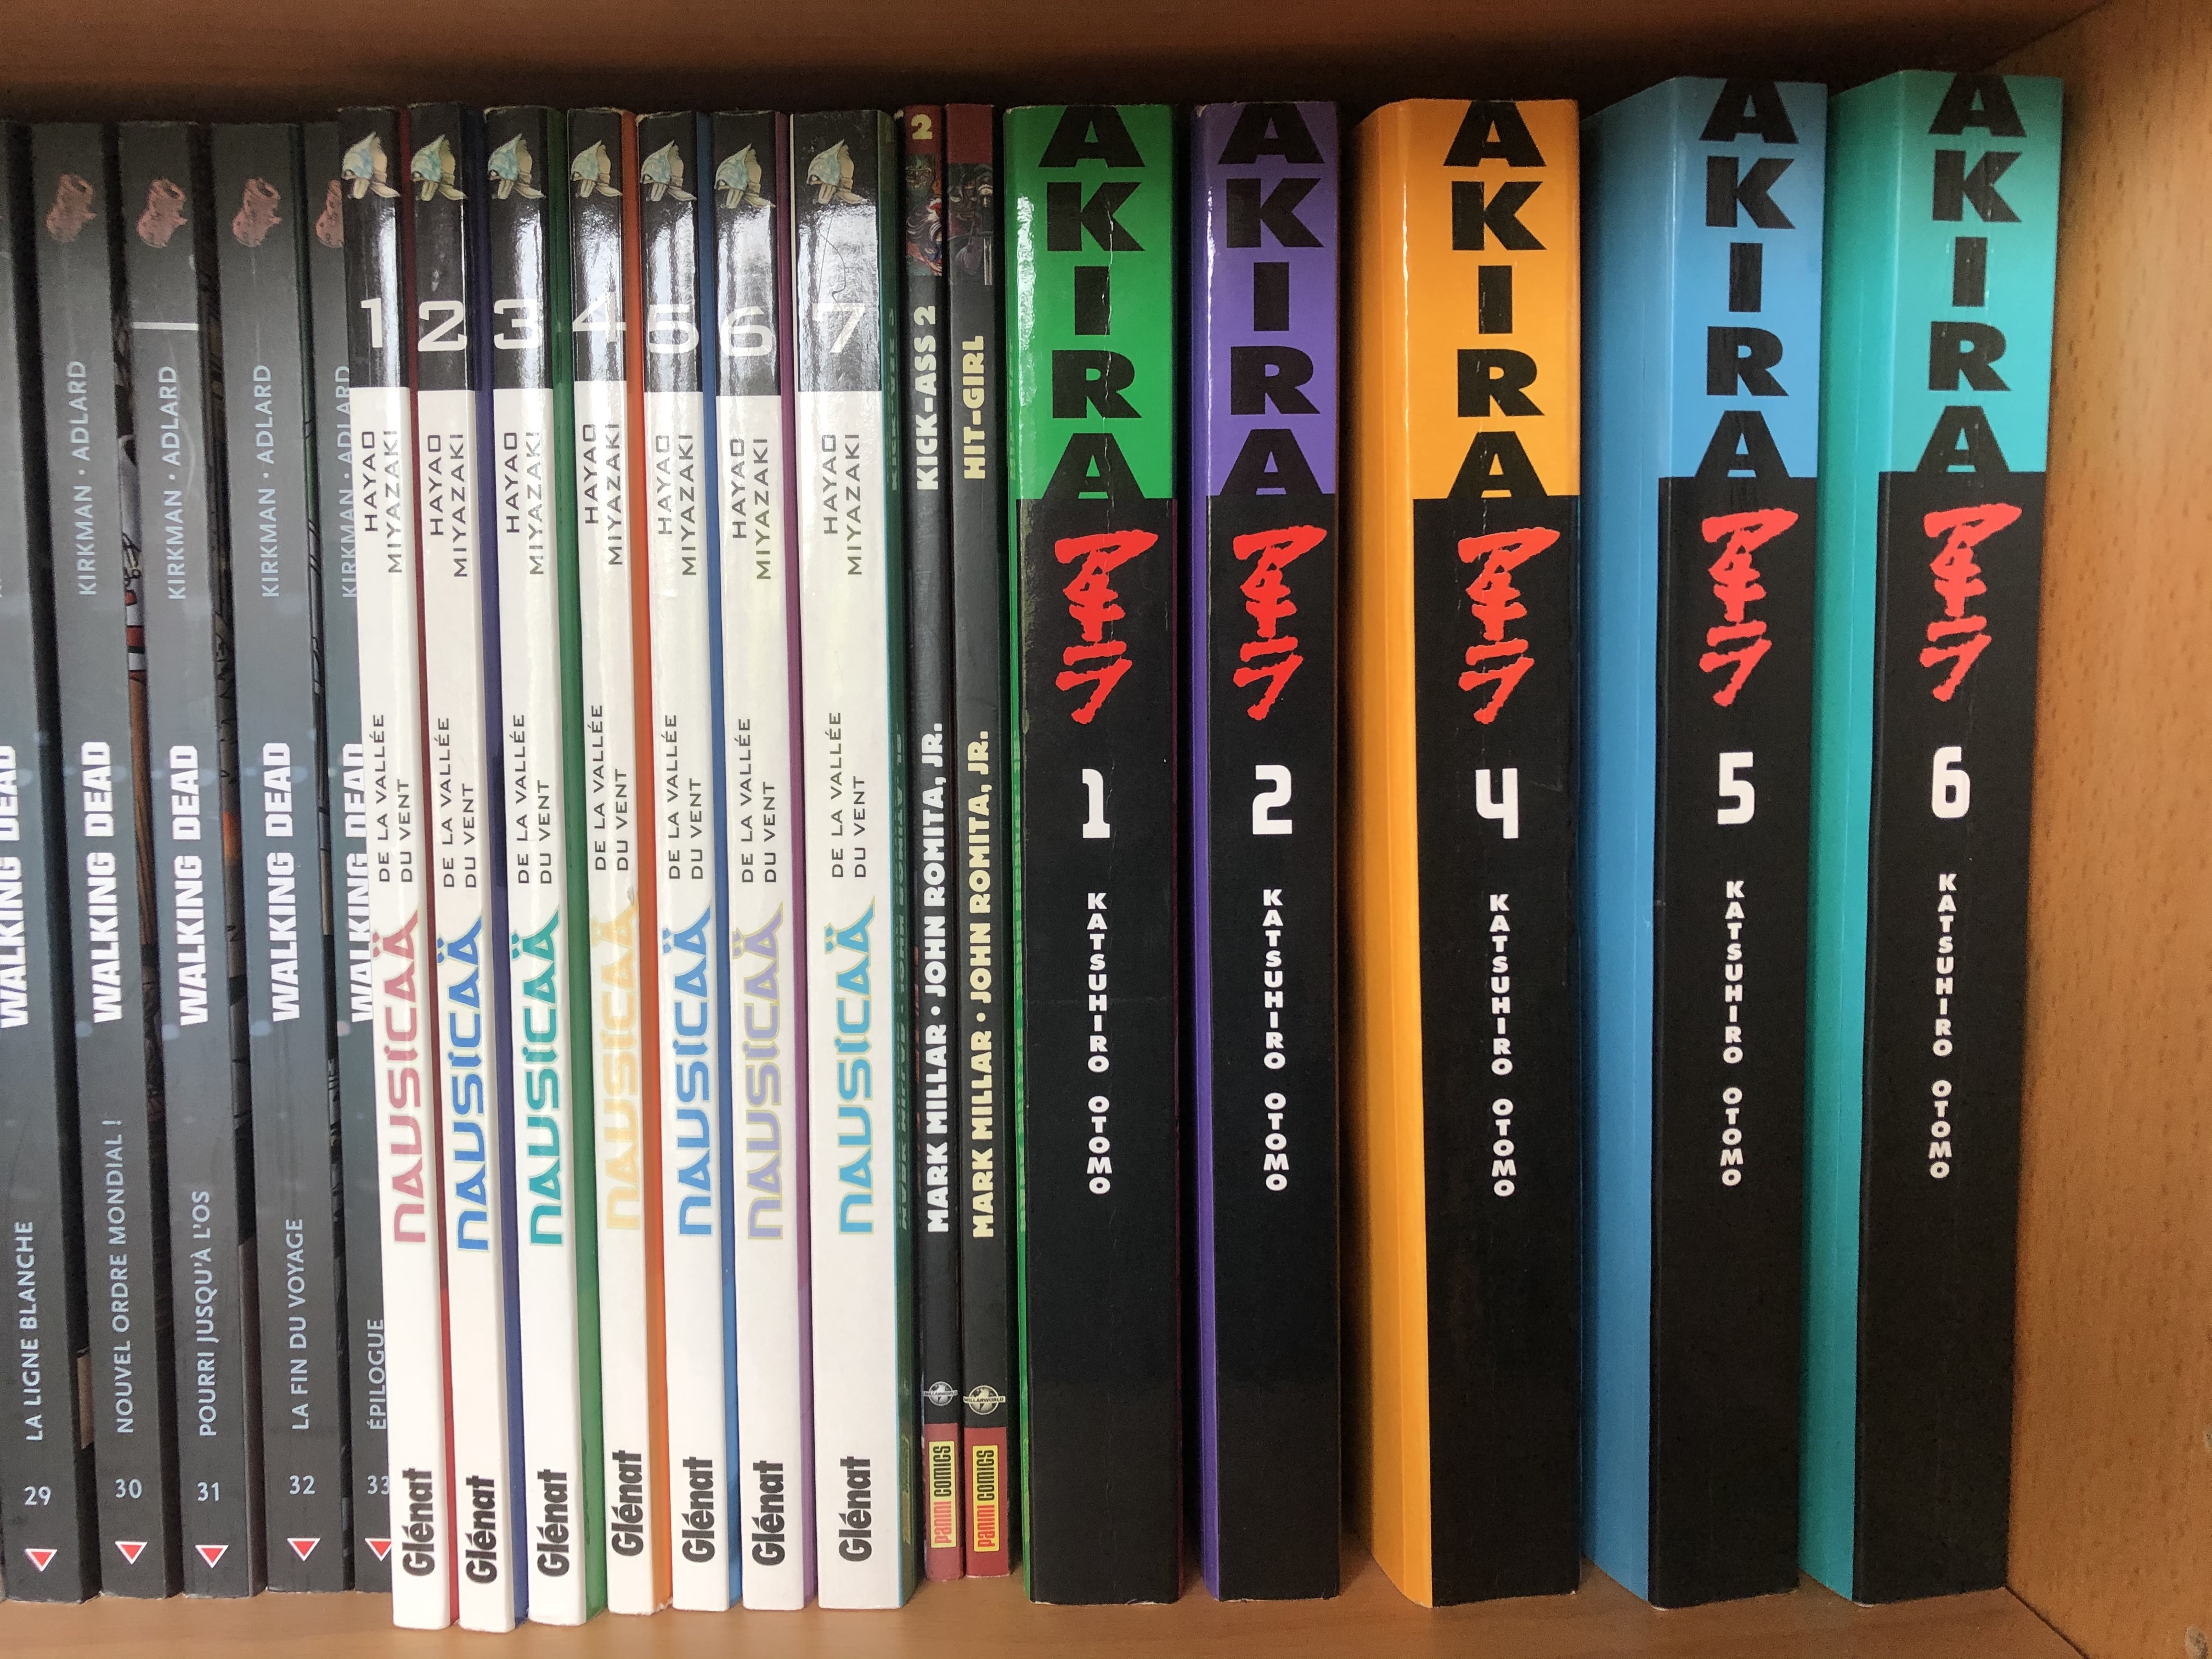 WALKING DEAD
LA LIGNE BLANCHE
29
KIRKMAN • ADLARD
WALKING DEAD
NOUVEL ORDRE MONDIAL !
30
KIRKMAN • ADLARD
WALKING DEAD
POURRI JUSQU'À L'OS
31
KIRKMAN • ADLARD
WALKING DEAD
LA FIN DU VOYAGE
32
KIRKMAN • ADLARD
WALKING DEAD
ÉPILOGUE
33
1
HAYAO
MIYAZAKI
DE LA VALLÉE
DU VENT
NAUSICAÄ
Glénat
2
HAYAO
MIYAZAKI
DE LA VALLÉE
DU VENT
NAUSICAÄ
Glénat
3
HAYAO
MIYAZAKI
DE LA VALLÉE
DU VENT
NAUSICAÄ
Glénat
4
HAYAO
MIYAZAKI
DE LA VALLÉE
DU VENT
NAUSICAÄ
Glénat
5
HAYAO
MIYAZAKI
DE LA VALLÉE
DU VENT
NAUSICAÄ
Glénat
6
HAYAO
MIYAZAKI
DE LA VALLÉE
DU VENT
NAUSICAÄ
Glénat
7
HAYAO
MIYAZAKI
DE LA VALLÉE
DU VENT
NAUSICAÄ
Glénat
2
KICK-ASS 2
MARK MILLAR • JOHN ROMITA, JR.
MILLARWORLD
PANINI COMICS
HIT-GIRL
MARK MILLAR • JOHN ROMITA, JR.
MILLARWORLD
PANINI COMICS
AKIRA
アキラ
1
KATSUHIRO OTOMO
AKIRA
アキラ
2
KATSUHIRO OTOMO
AKIRA
アキラ
4
KATSUHIRO OTOMO
AKIRA
アキラ
5
KATSUHIRO OTOMO
AKIRA
アキラ
6
KATSUHIRO OTOMO